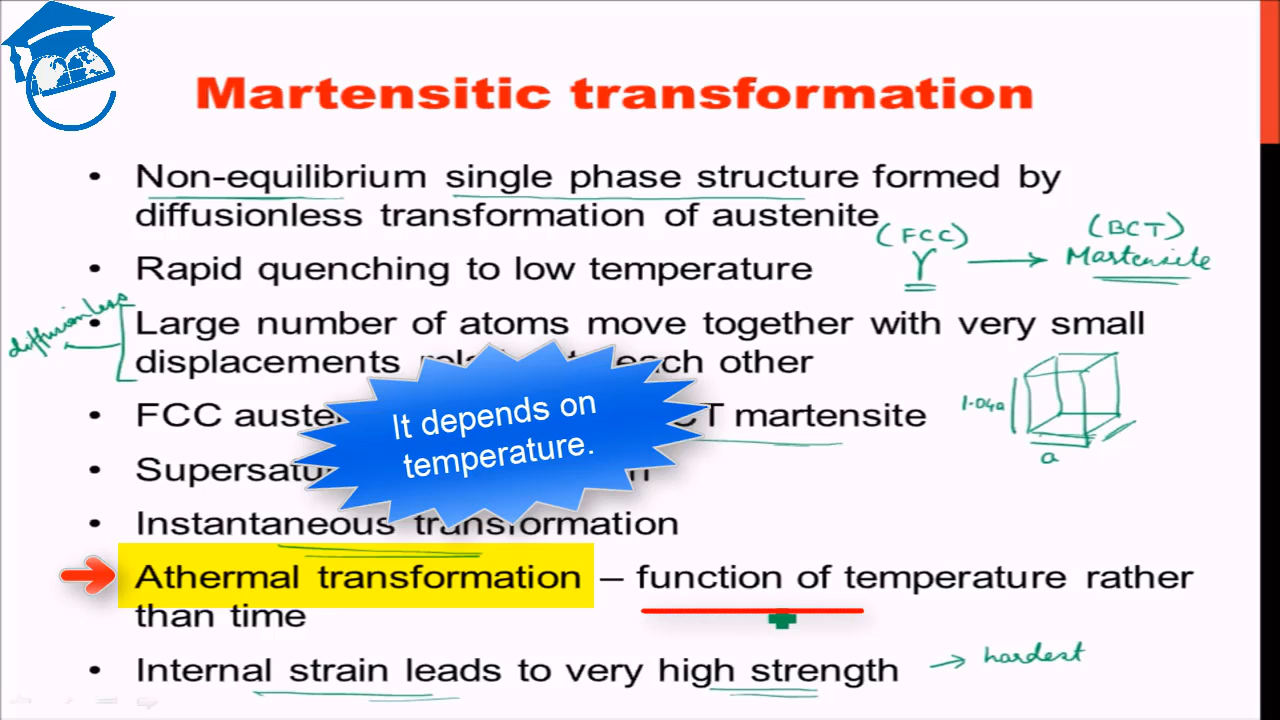 Martensitic transformation
• Non-equilibrium single phase structure formed by
diffusionless transformation of austenite
(FCC)
γ → Martensite
(BCT)
• Rapid quenching to low temperature
diffusionless
• Large number of atoms move together with very small
displacements each other
1.04a
a
• FCC T martensite
It depends on
temperature.
• Instantaneous transformation
• Athermal transformation – function of temperature rather
than time
• Internal strain leads to very high strength → hardest